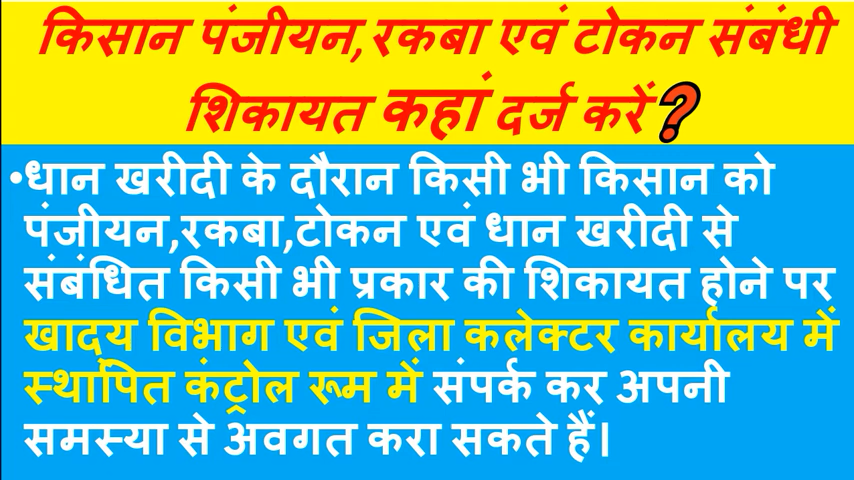 किसान पंजीयन,रकबा एवं टोकन संबंधी
शिकायत कहां दर्ज करें?
•धान खरीदी के दौरान किसी भी किसान को
पंजीयन,रकबा,टोकन एवं धान खरीदी से
संबंधित किसी भी प्रकार की शिकायत होने पर
खाद्य विभाग एवं जिला कलेक्टर कार्यालय में
स्थापित कंट्रोल रूम में संपर्क कर अपनी
समस्या से अवगत करा सकते हैं।